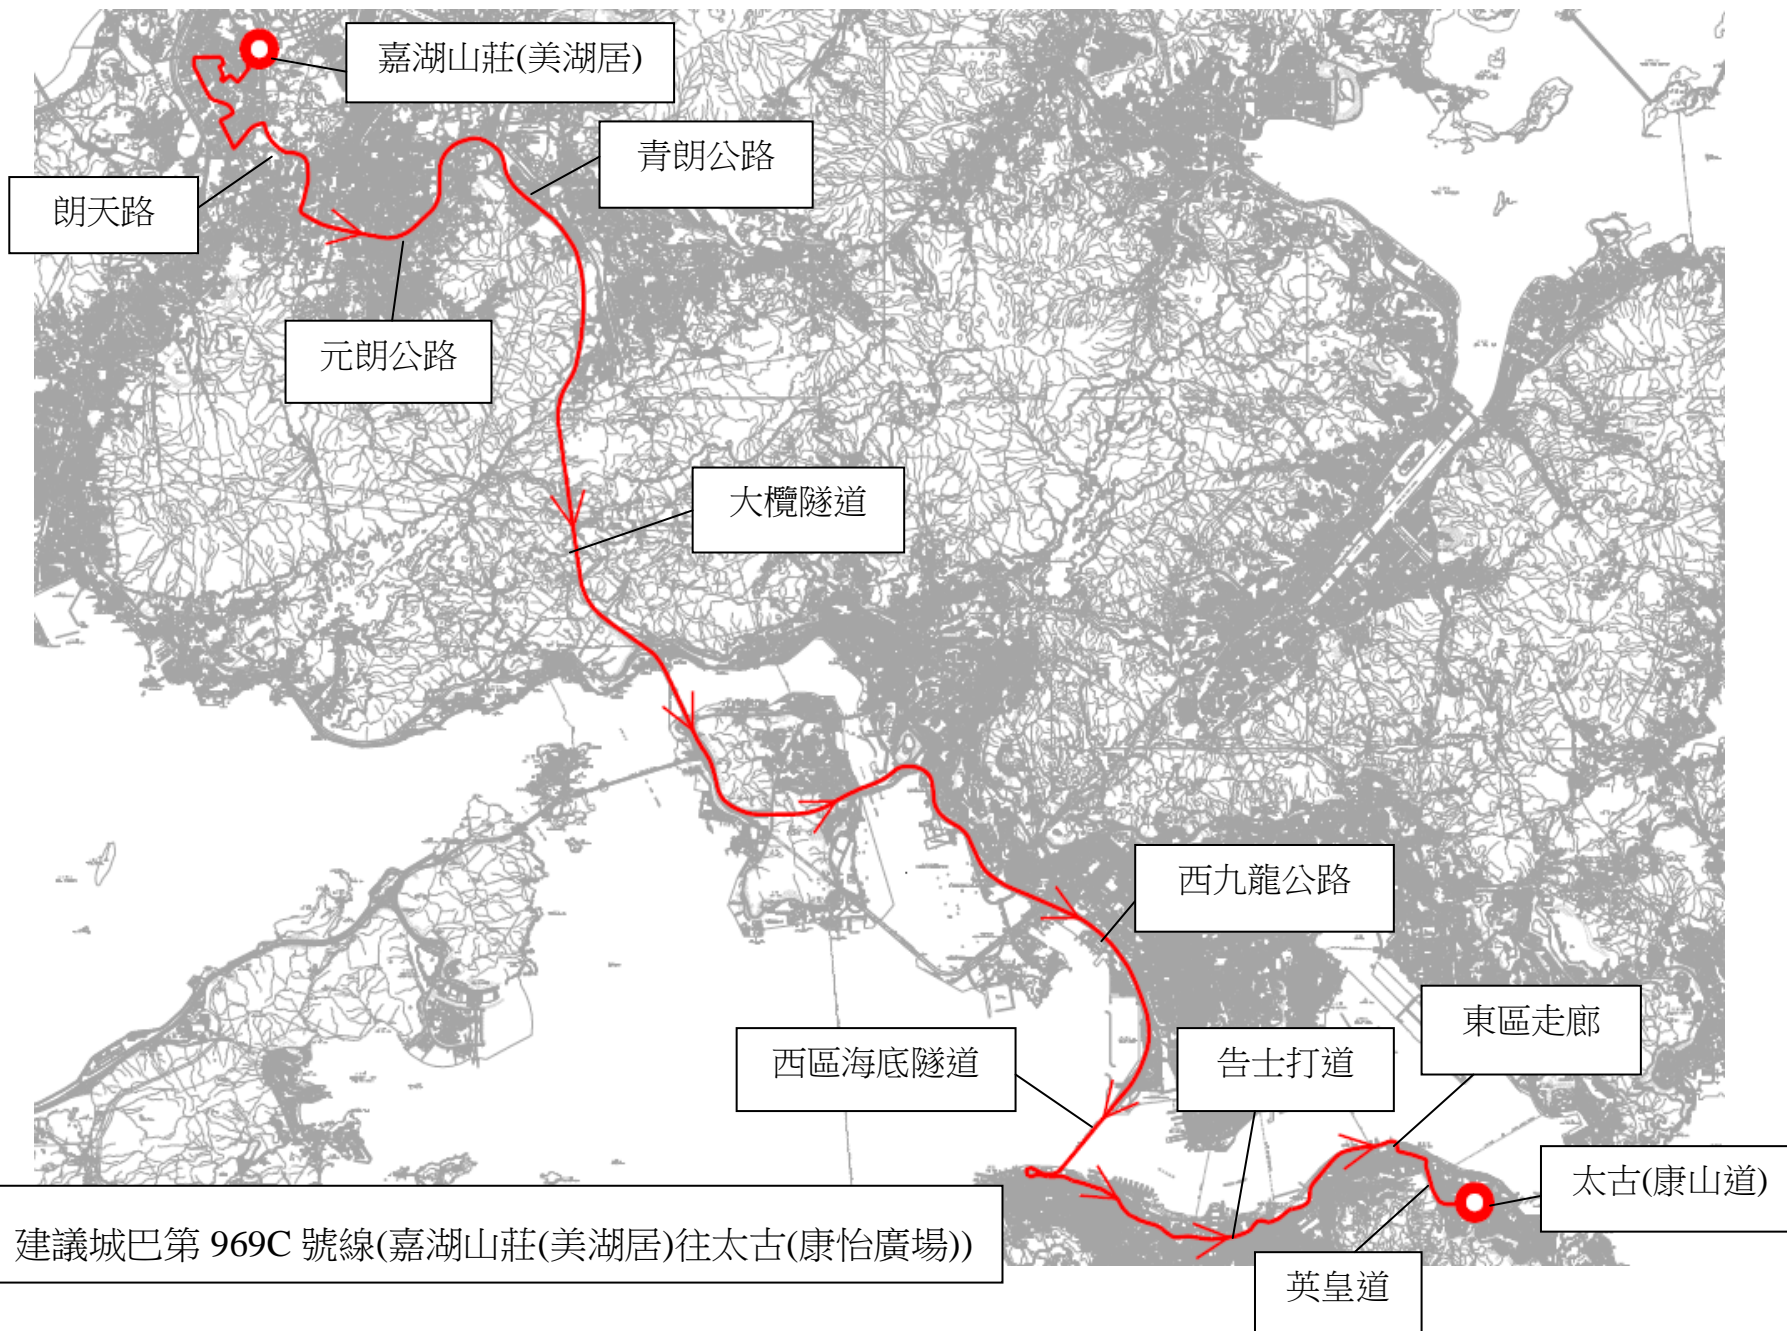 嘉湖山莊(美湖居)
青朗公路
朗天路
元朗公路
大欖隧道
西九龍公路
東區走廊
西區海底隧道
告士打道
太古(康山道)
建議城巴第 969C 號線(嘉湖山莊(美湖居)往太古(康怡廣場))
英皇道